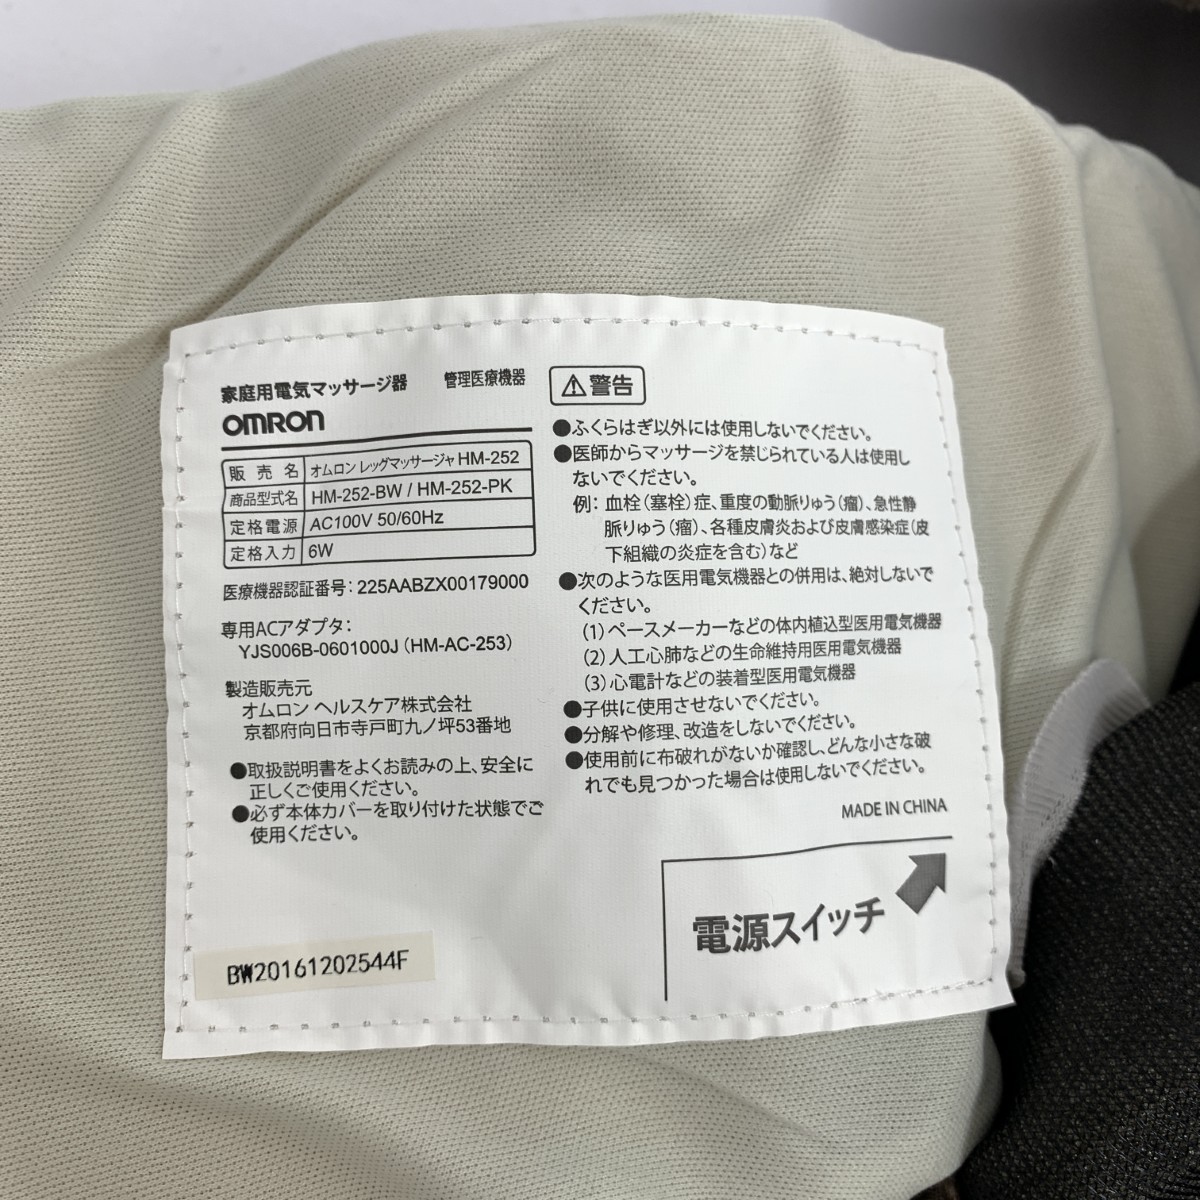 家庭用電気マッサージ器 管理医療機器
OMRON
販売名 オムロン レッグマッサージャ HM-252
商品型式名 HM-252-BW / HM-252-PK
定格電源 AC100V 50/60Hz
定格入力 6W
医療機器認証番号: 225AABZX00179000
専用ACアダプタ:
YJS006B-0601000J (HM-AC-253)
製造販売元
オムロン ヘルスケア株式会社
京都府向日市寺戸町九ノ坪53番地
●取扱説明書をよくお読みの上、安全に
正しくご使用ください。
●必ず本体カバーを取り付けた状態でご
使用ください。
BW20161202544F
⚠警告
●ふくらはぎ以外には使用しないでください。
●医師からマッサージを禁じられている人は使用し
ないでください。
例: 血栓(塞栓)症、重度の動脈りゅう(瘤)、急性静
脈りゅう(瘤)、各種皮膚炎および皮膚感染症(皮
下組織の炎症を含む)など
●次のような医用電気機器との併用は、絶対しないで
ください。
(1) ペースメーカーなどの体内植込型医用電気機器
(2) 人工心肺などの生命維持用医用電気機器
(3) 心電計などの装着型医用電気機器
●子供に使用させないでください。
●分解や修理、改造をしないでください。
●使用前に布破れがないか確認し、どんな小さな破
れでも見つかった場合は使用しないでください。
MADE IN CHINA
電源スイッチ